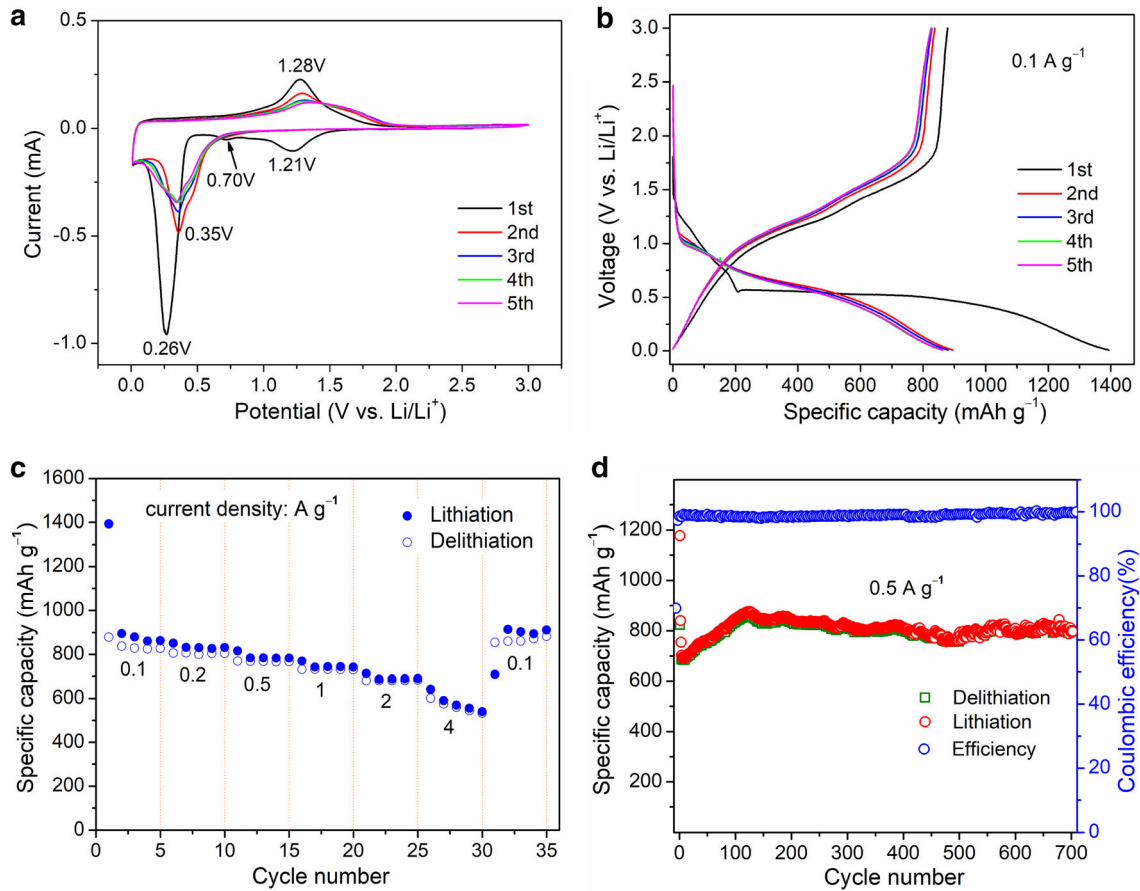 a
0.5
0.0
-0.5
-1.0
Current (mA)
1.28V
1.21V
0.70V
0.35V
0.26V
1st
2nd
3rd
4th
5th
0.0 0.5 1.0 1.5 2.0 2.5 3.0
Potential (V vs. Li/Li⁺)
b
3.0
2.5
2.0
1.5
1.0
0.5
0.0
Voltage (V vs. Li/Li⁺)
0.1 A g⁻¹
1st
2nd
3rd
4th
5th
0 200 400 600 800 1000 1200 1400
Specific capacity (mAh g⁻¹)
c
1600
1400
1200
1000
800
600
400
200
0
Specific capacity (mAh g⁻¹)
current density: A g⁻¹
Lithiation
Delithiation
0.1 0.2 0.5 1 2 4 0.1
0 5 10 15 20 25 30 35
Cycle number
d
1200
1000
800
600
400
200
Specific capacity (mAh g⁻¹)
0.5 A g⁻¹
Delithiation
Lithiation
Efficiency
100
80
60
40
20
0
Coulombic efficiency(%)
0 100 200 300 400 500 600 700
Cycle number